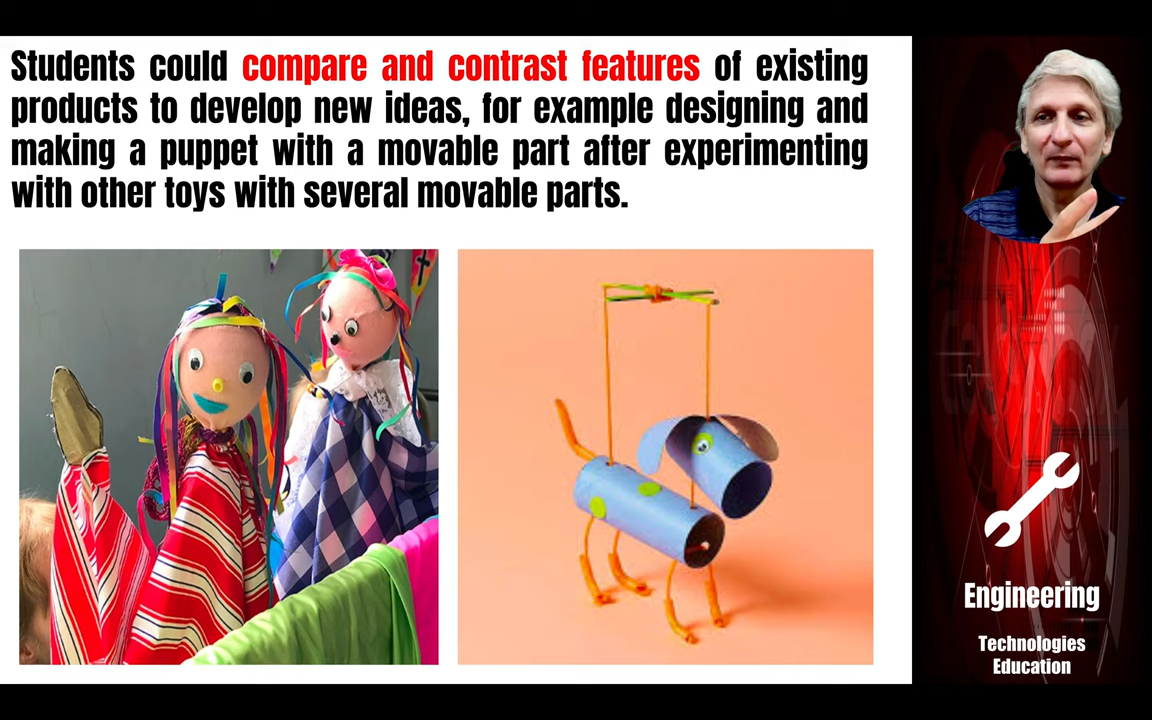 Students could compare and contrast features of existing
products to develop new ideas, for example designing and
making a puppet with a movable part after experimenting
with other toys with several movable parts.
Engineering
Technologies
Education